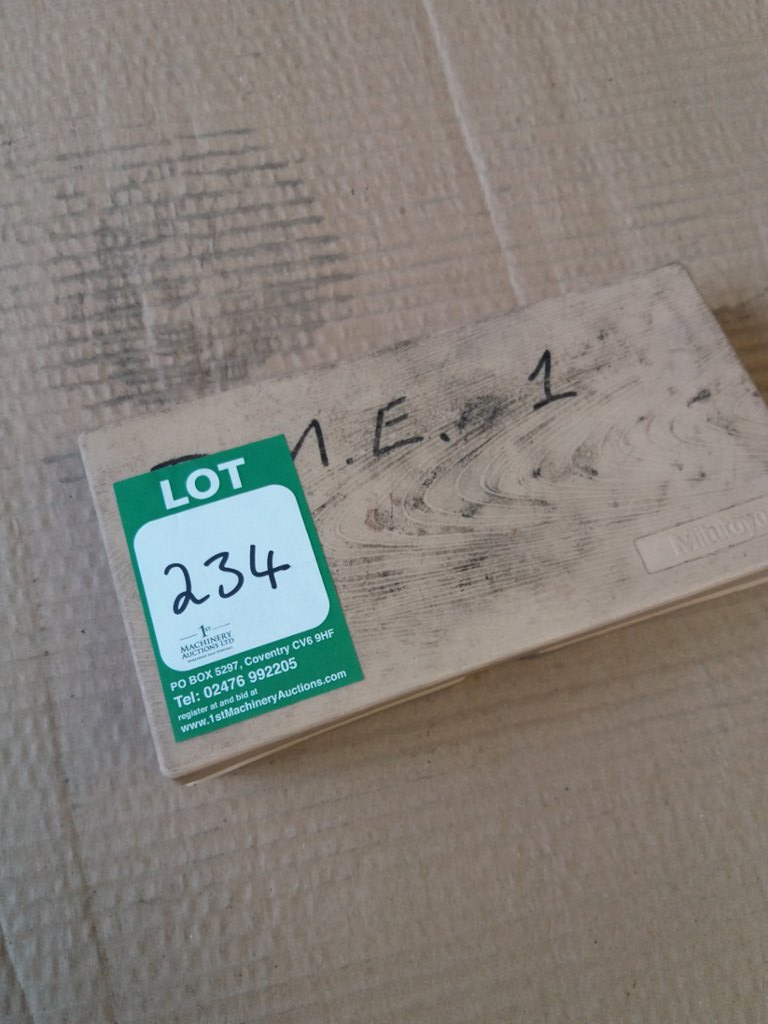 M.E. 1
LOT
234
1ST
MACHINERY
AUCTIONS LTD
PO BOX 5297, Coventry CV6 9HF
Tel: 02476 992205
register at and bid at
www.1stMachineryAuctions.com
Mitutoyo